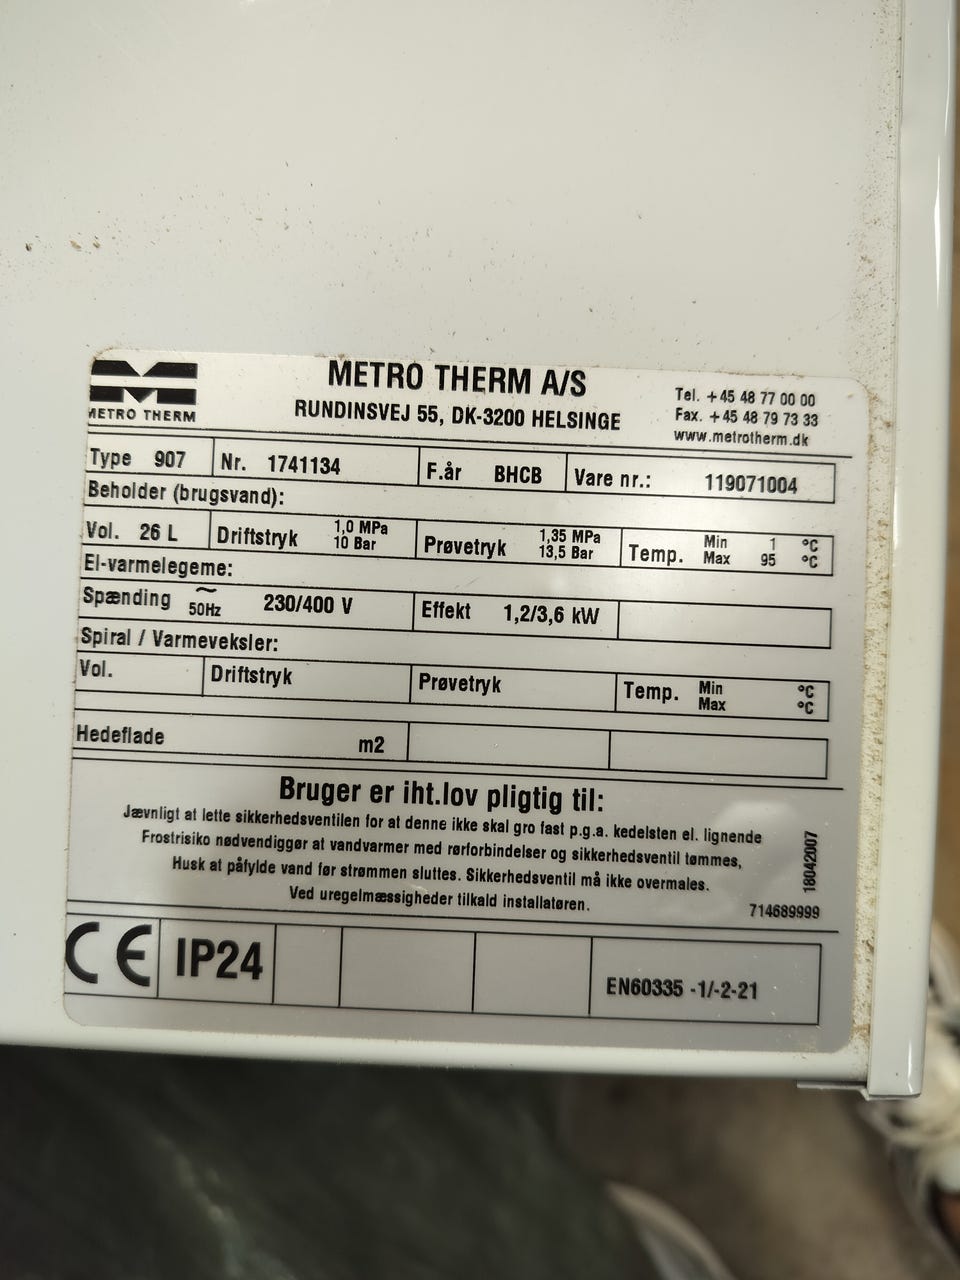 METRO THERM
METRO THERM A/S
RUNDINSVEJ 55, DK-3200 HELSINGE
Tel. +45 48 77 00 00
Fax. +45 48 79 73 33
www.metrotherm.dk
Type 907 Nr. 1741134 F.år BHCB Vare nr.: 119071004
Beholder (brugsvand):
Vol. 26 L Driftstryk 1,0 MPa 10 Bar Prøvetryk 1,35 MPa 13,5 Bar Temp. Min 1 °C Max 95 °C
El-varmelegeme:
Spænding ~ 50Hz 230/400 V Effekt 1,2/3,6 kW
Spiral / Varmeveksler:
Vol. Driftstryk Prøvetryk Temp. Min °C Max °C
Hedeflade m2
Bruger er iht.lov pligtig til:
Jævnligt at lette sikkerhedsventilen for at denne ikke skal gro fast p.g.a. kedelsten el. lignende
Frostrisiko nødvendiggør at vandvarmer med rørforbindelser og sikkerhedsventil tømmes,
Husk at påfylde vand før strømmen sluttes. Sikkerhedsventil må ikke overmales.
Ved uregelmæssigheder tilkald installatøren.
18042007
714689999
CE IP24 EN60335 -1/-2-21